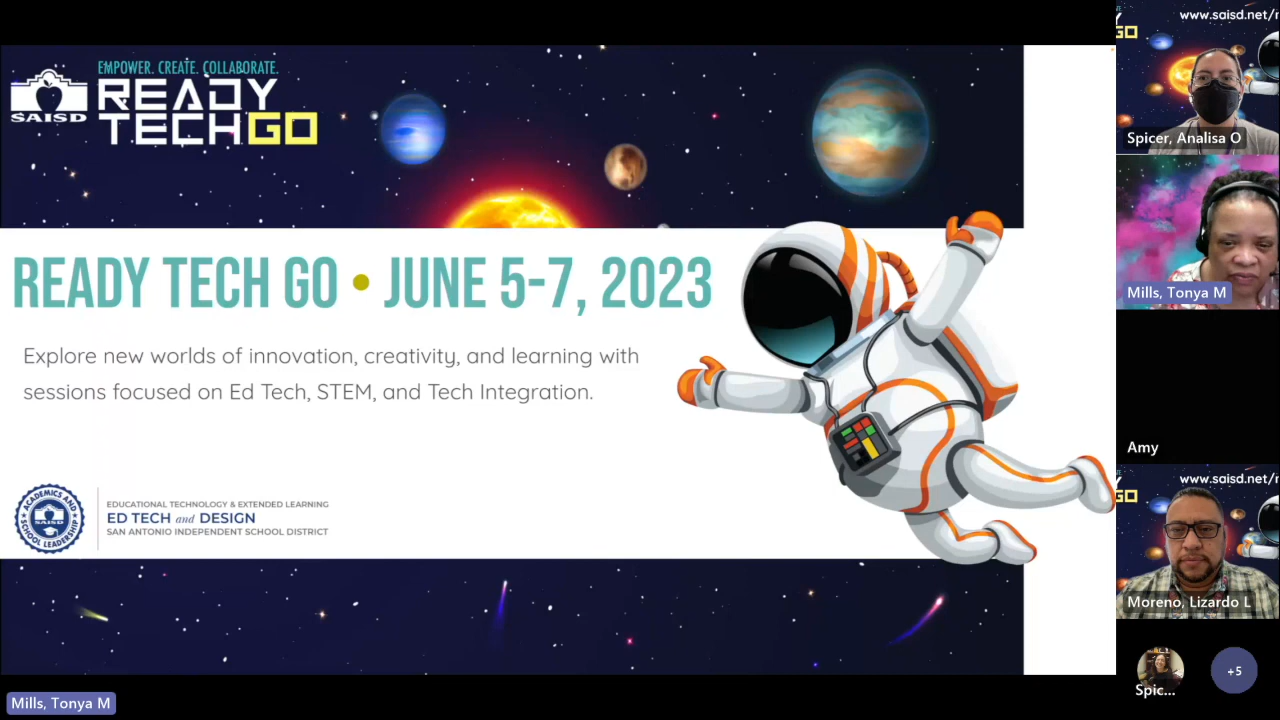 EMPOWER. CREATE. COLLABORATE.
READY
TECHGO
SAISD
READY TECH GO • JUNE 5-7, 2023
Explore new worlds of innovation, creativity, and learning with
sessions focused on Ed Tech, STEM, and Tech Integration.
ACADEMICS AND
SAISD
SCHOOL LEADERSHIP
EDUCATIONAL TECHNOLOGY & EXTENDED LEARNING
ED TECH and DESIGN
SAN ANTONIO INDEPENDENT SCHOOL DISTRICT
Mills, Tonya M
www.saisd.net/r
GO
Spicer, Analisa O
Mills, Tonya M
Amy
www.saisd.net/r
GO
Moreno, Lizardo L
Spic...
+5